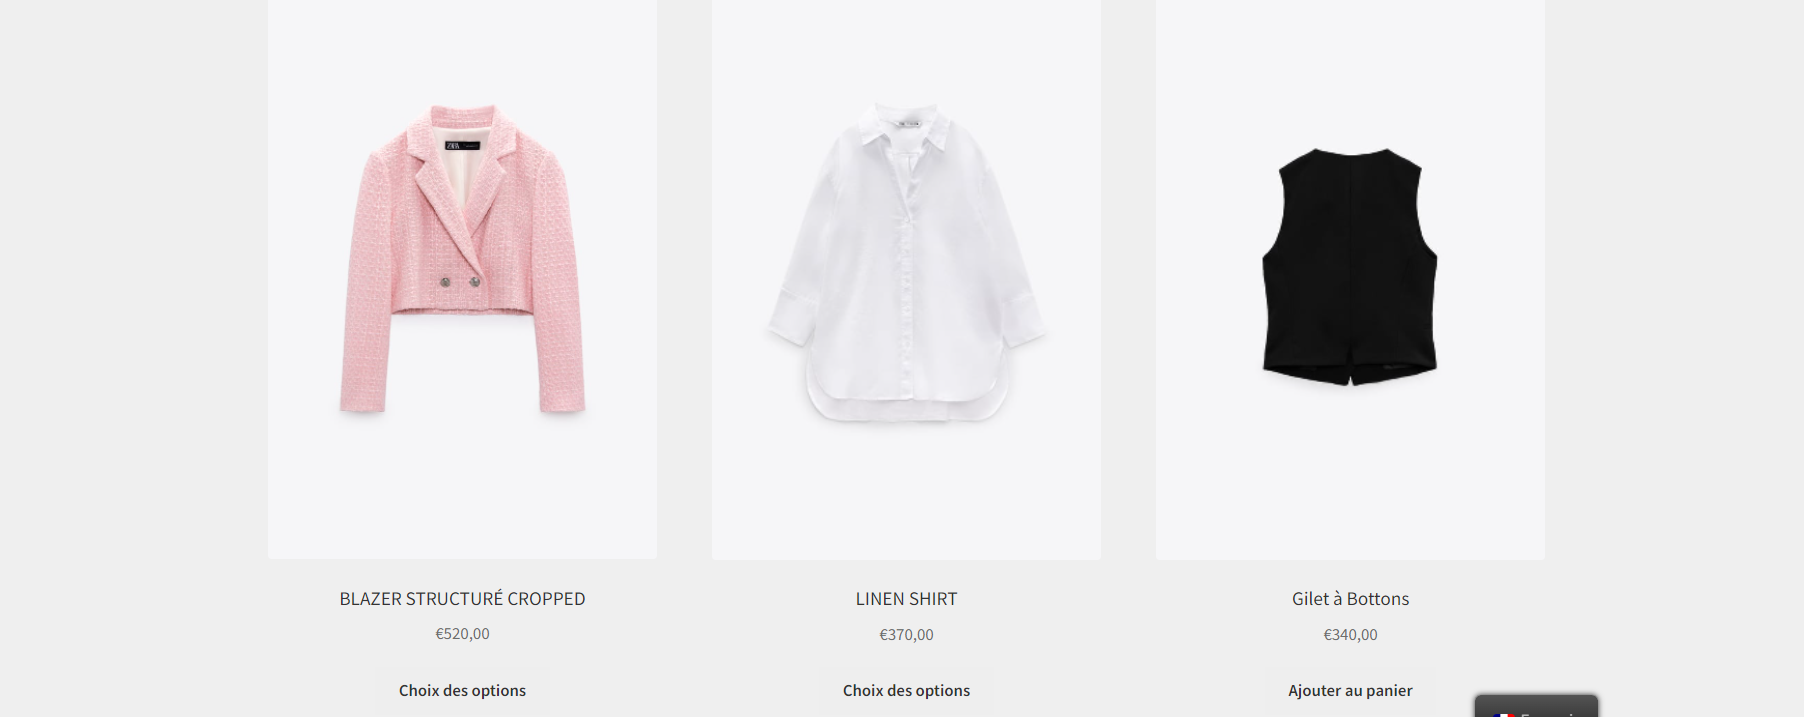 ZARA
BLAZER STRUCTURÉ CROPPED
LINEN SHIRT
Gilet à Bottons
€520,00
€370,00
€340,00
Choix des options
Choix des options
Ajouter au panier